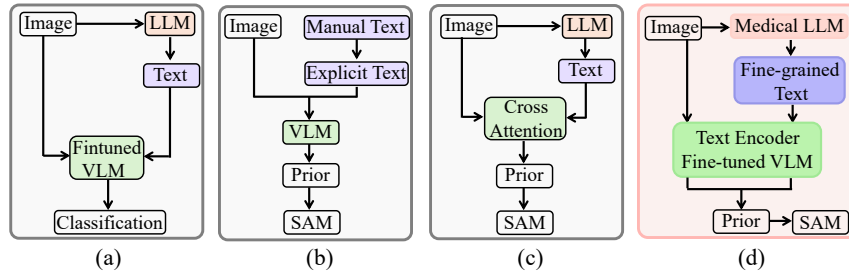 Image
LLM
Text
Fintuned
VLM
Classification
(a)
Image
Manual Text
Explicit Text
VLM
Prior
SAM
(b)
Image
LLM
Text
Cross
Attention
Prior
SAM
(c)
Image
Medical LLM
Fine-grained
Text
Text Encoder
Fine-tuned VLM
Prior
SAM
(d)